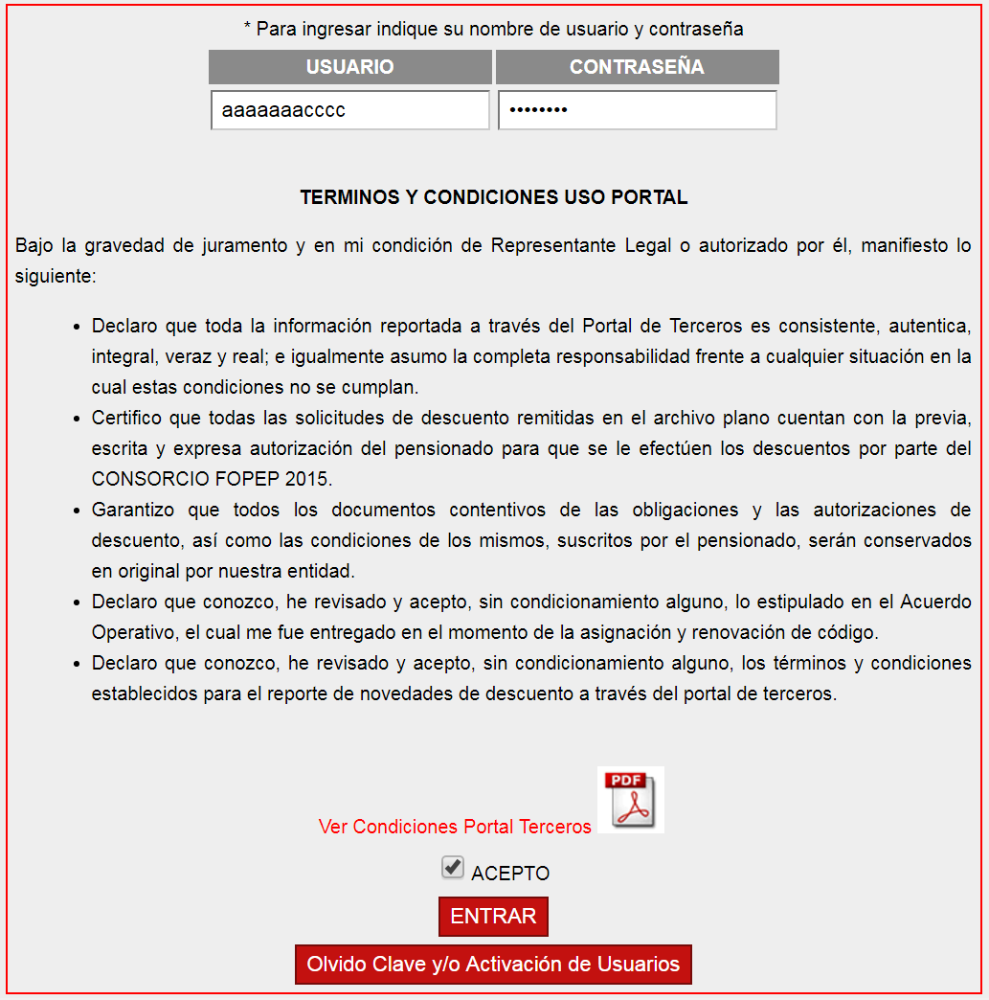 * Para ingresar indique su nombre de usuario y contraseña
USUARIO CONTRASEÑA
aaaaaaacccc ••••••••
TERMINOS Y CONDICIONES USO PORTAL
Bajo la gravedad de juramento y en mi condición de Representante Legal o autorizado por él, manifiesto lo
siguiente:
• Declaro que toda la información reportada a través del Portal de Terceros es consistente, autentica,
integral, veraz y real; e igualmente asumo la completa responsabilidad frente a cualquier situación en la
cual estas condiciones no se cumplan.
• Certifico que todas las solicitudes de descuento remitidas en el archivo plano cuentan con la previa,
escrita y expresa autorización del pensionado para que se le efectúen los descuentos por parte del
CONSORCIO FOPEP 2015.
• Garantizo que todos los documentos contentivos de las obligaciones y las autorizaciones de
descuento, así como las condiciones de los mismos, suscritos por el pensionado, serán conservados
en original por nuestra entidad.
• Declaro que conozco, he revisado y acepto, sin condicionamiento alguno, lo estipulado en el Acuerdo
Operativo, el cual me fue entregado en el momento de la asignación y renovación de código.
• Declaro que conozco, he revisado y acepto, sin condicionamiento alguno, los términos y condiciones
establecidos para el reporte de novedades de descuento a través del portal de terceros.
PDF
Ver Condiciones Portal Terceros
ACEPTO
ENTRAR
Olvido Clave y/o Activación de Usuarios